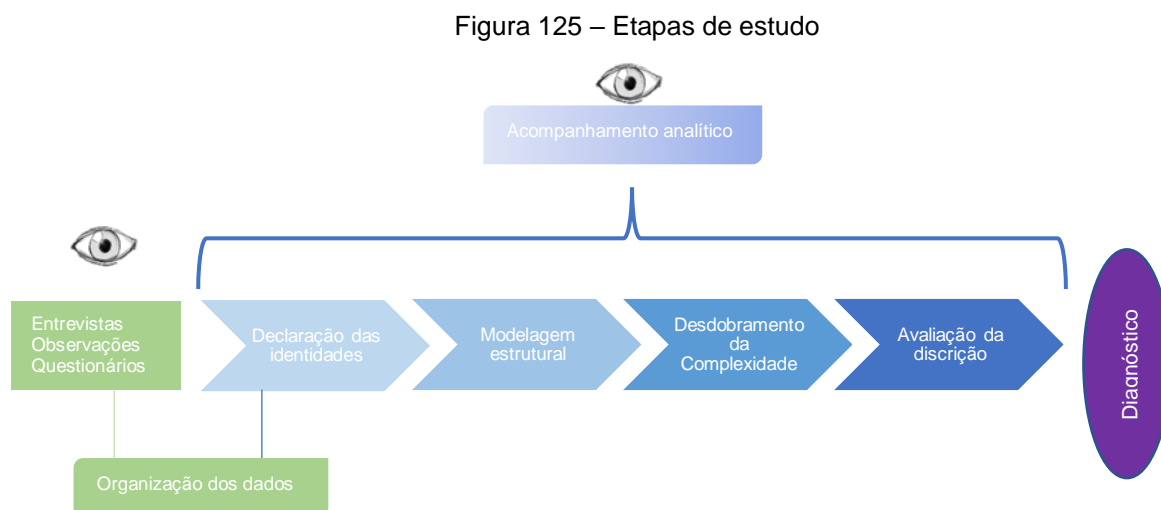 Figura 125 – Etapas de estudo
Acompanhamento analítico
Entrevistas
Observações
Questionários
Declaração das
identidades
Modelagem
estrutural
Desdobramento
da
Complexidade
Avaliação da
discrição
Diagnóstico
Organização dos dados